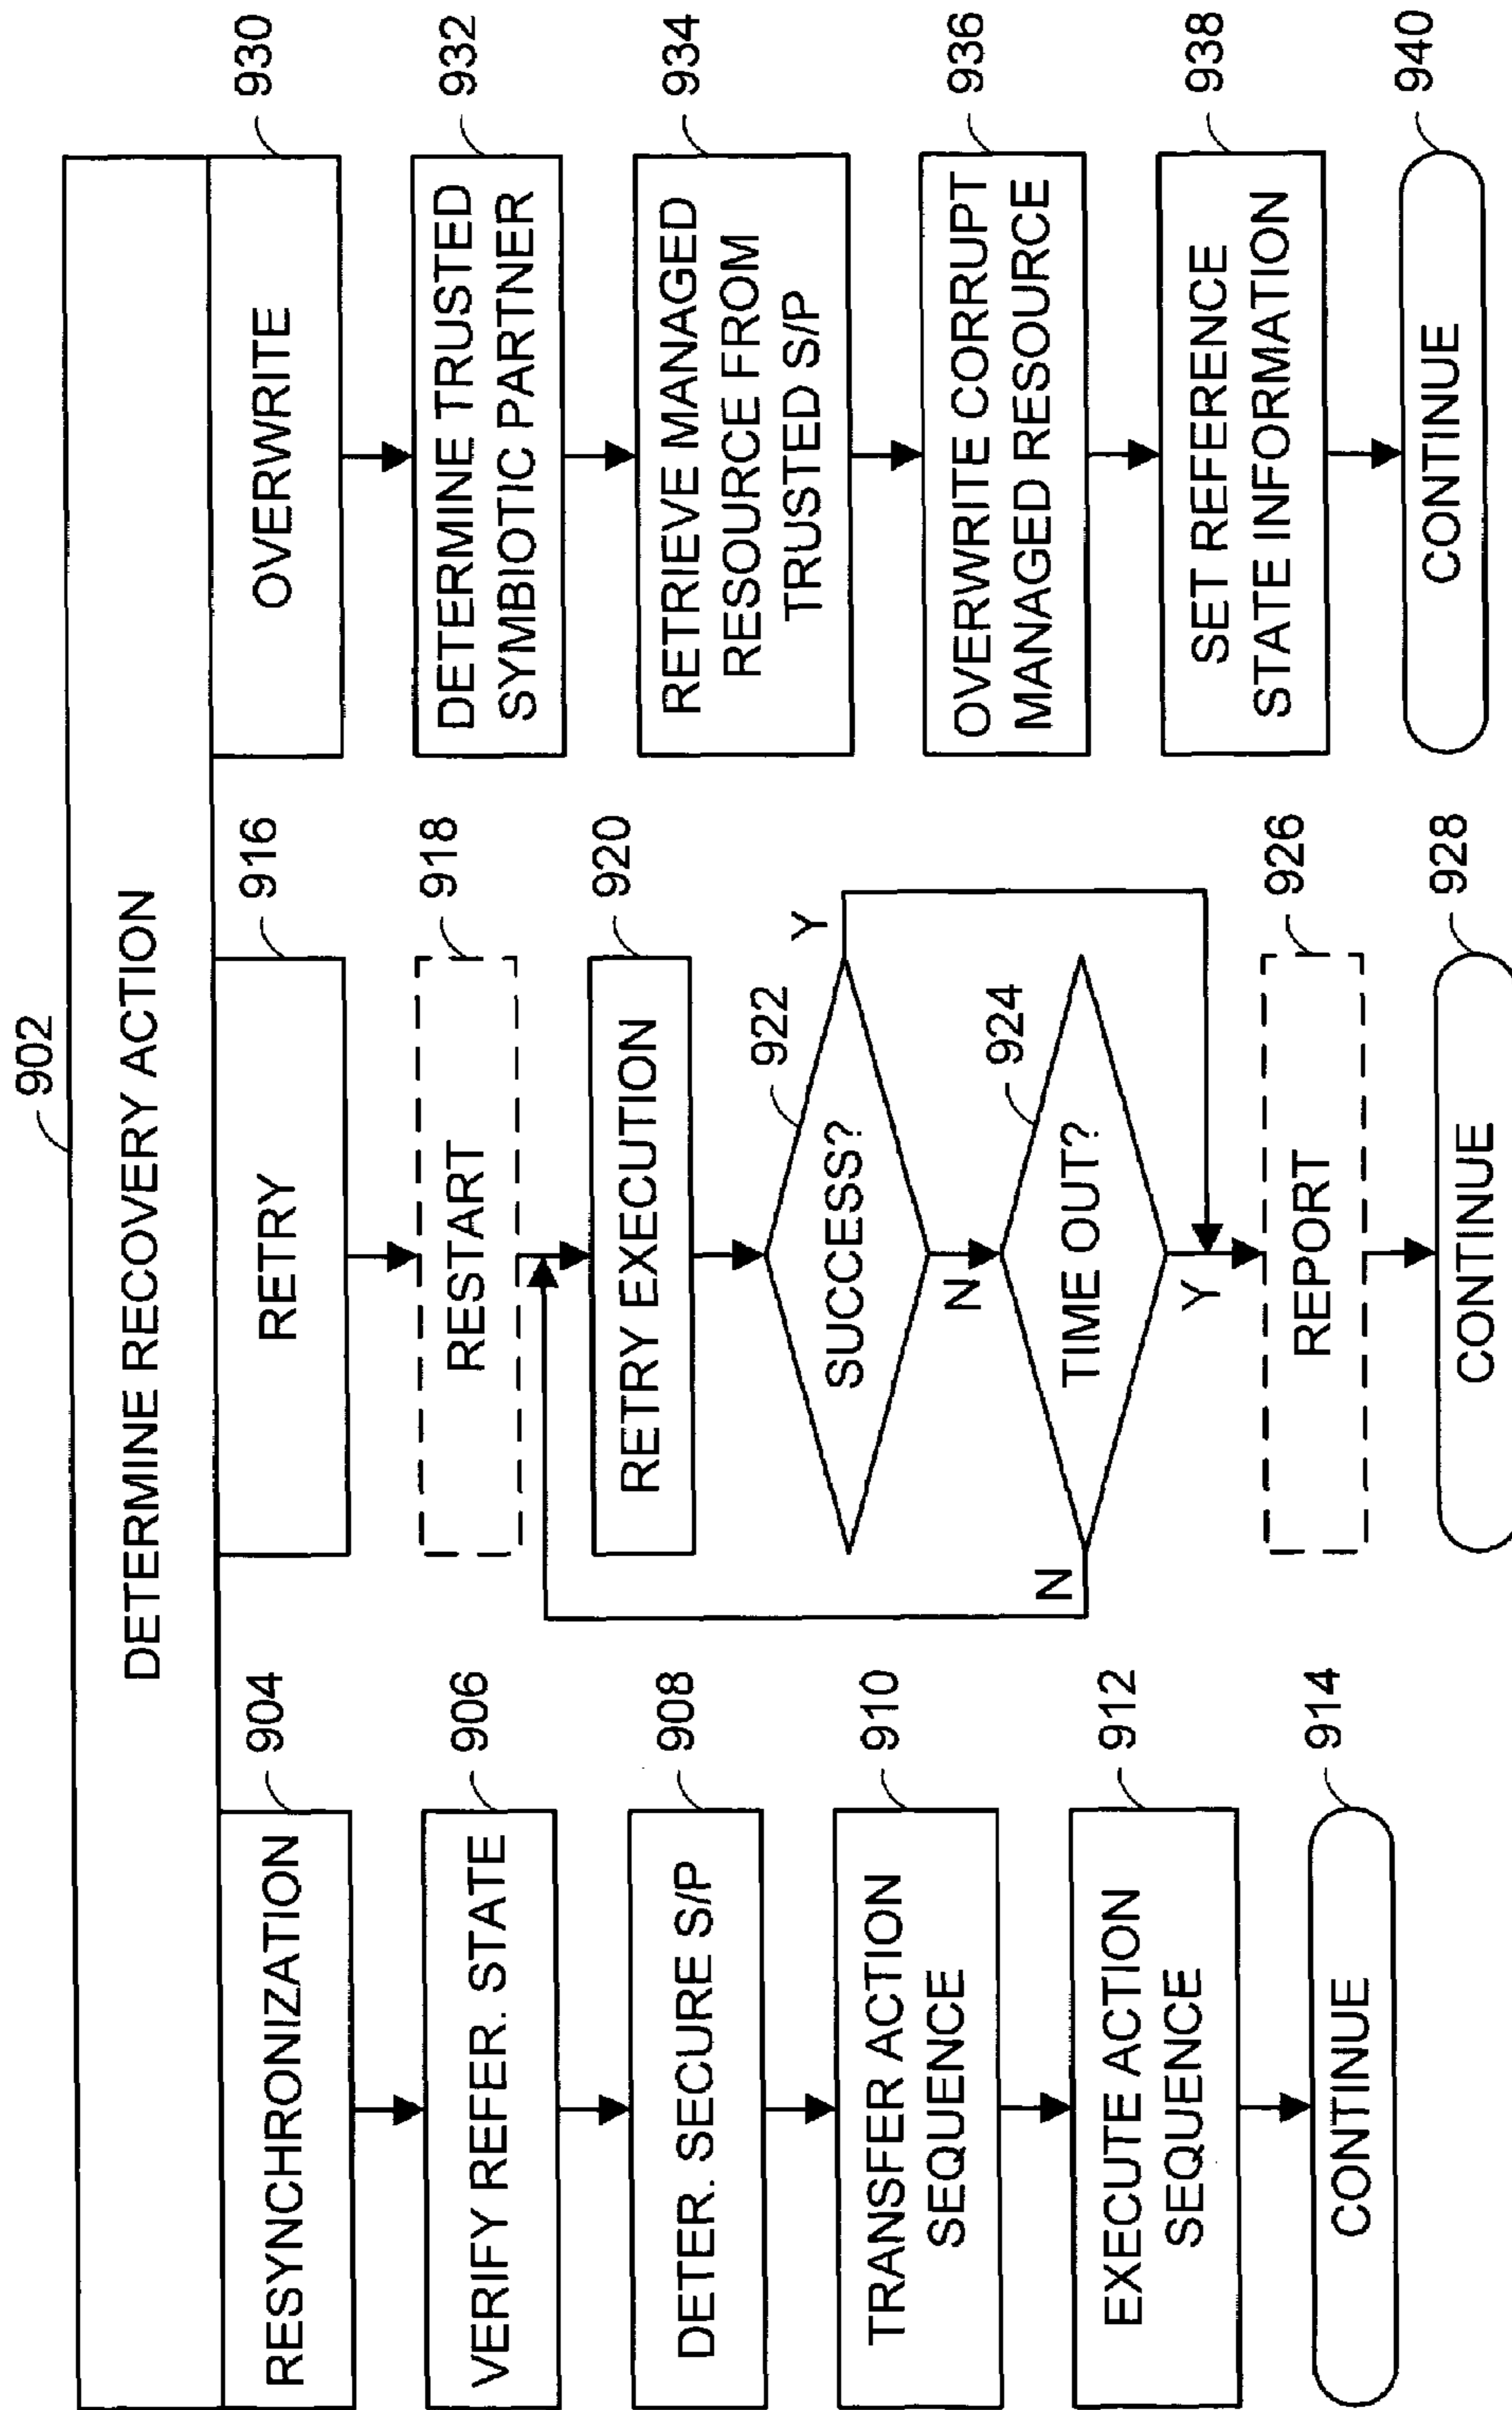 902
DETERMINE RECOVERY ACTION
RESYNCHRONIZATION
904
VERIFY REFER. STATE
906
DETER. SECURE S/P
908
TRANSFER ACTION
SEQUENCE
910
EXECUTE ACTION
SEQUENCE
912
CONTINUE
914
RETRY
916
RESTART
918
RETRY EXECUTION
920
SUCCESS?
922
Y
N
TIME OUT?
924
N
Y
REPORT
926
CONTINUE
928
OVERWRITE
930
DETERMINE TRUSTED
SYMBIOTIC PARTNER
932
RETRIEVE MANAGED
RESOURCE FROM
TRUSTED S/P
934
OVERWRITE CORRUPT
MANAGED RESOURCE
936
SET REFERENCE
STATE INFORMATION
938
CONTINUE
940